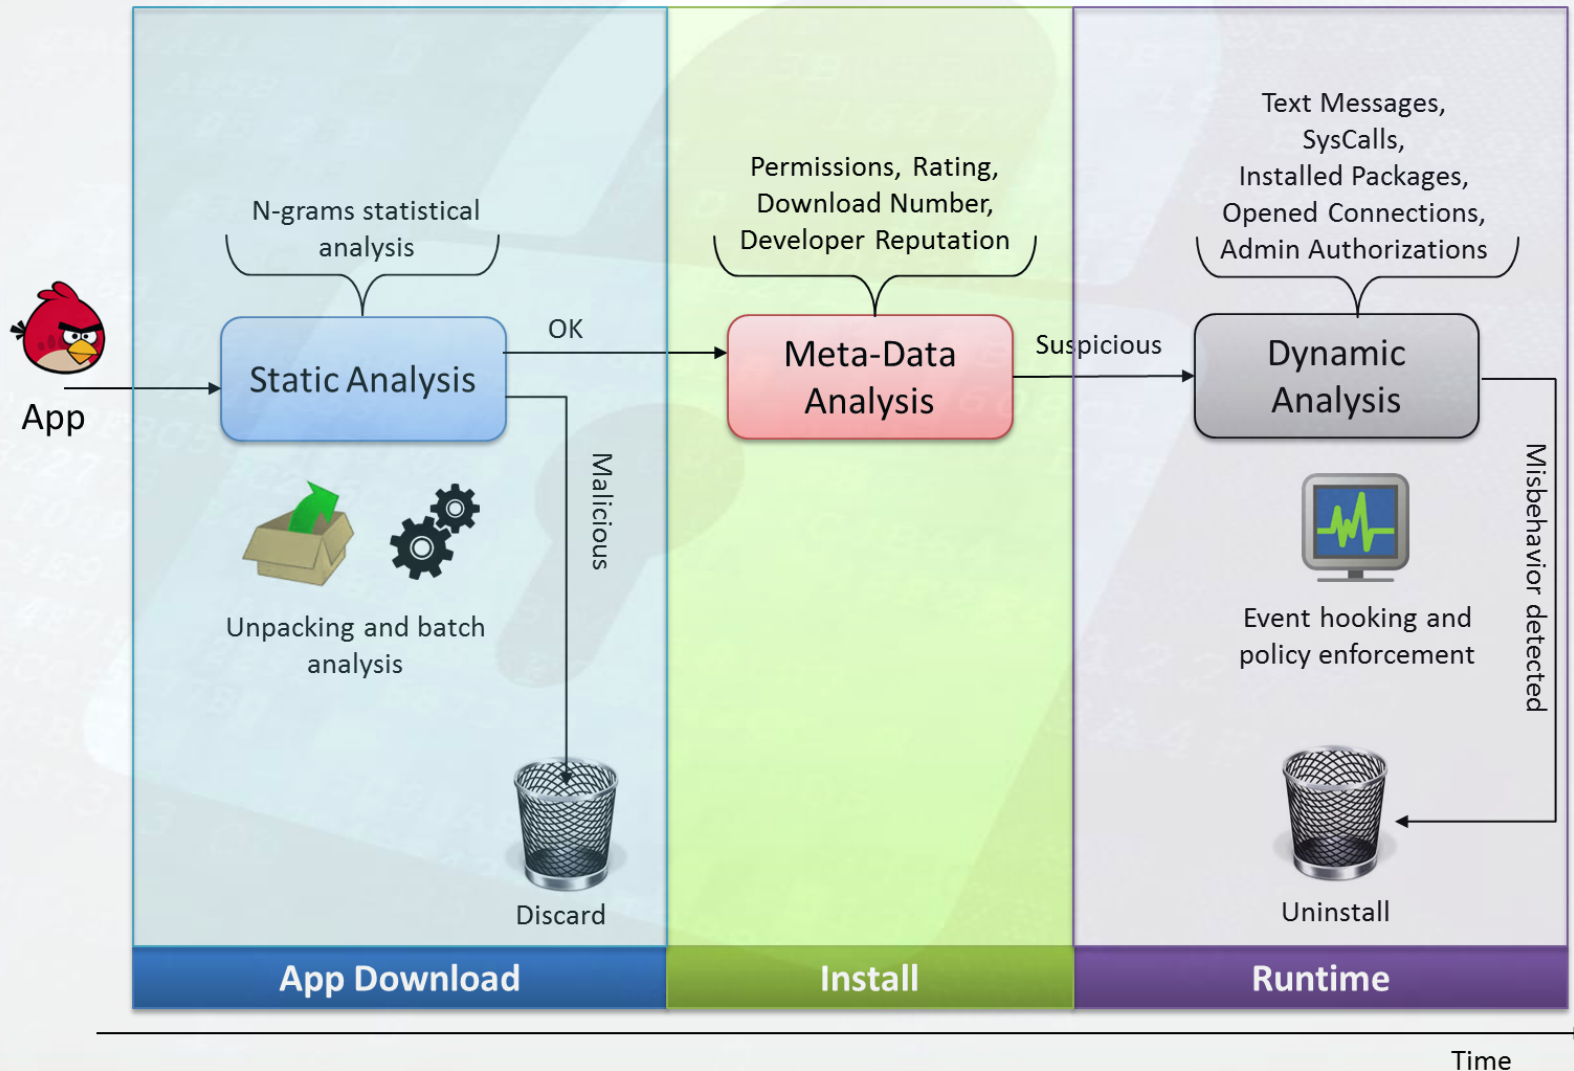 App
N-grams statistical
analysis
Static Analysis
Unpacking and batch
analysis
OK
Malicious
Discard
App Download
Permissions, Rating,
Download Number,
Developer Reputation
Meta-Data
Analysis
Install
Suspicious
Text Messages,
SysCalls,
Installed Packages,
Opened Connections,
Admin Authorizations
Dynamic
Analysis
Event hooking and
policy enforcement
Misbehavior detected
Uninstall
Runtime
Time